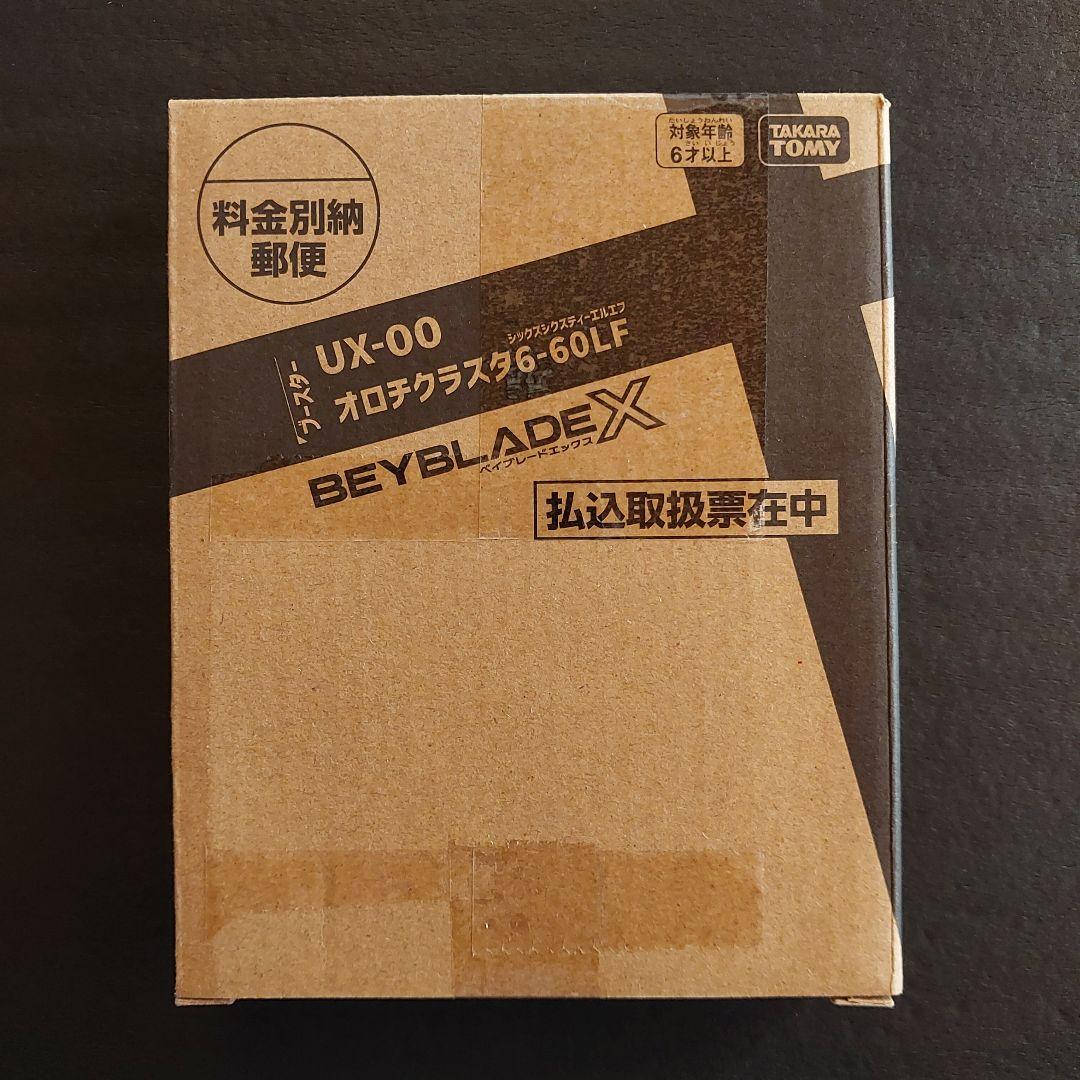 料金別納
郵便
たいしょうねんれい
対象年齢
さい いじょう
6才以上
TAKARA
TOMY
ブースター
UX-00
シックスシクスティーエルエフ
オロチクラスタ6-60LF
BEYBLADE X
ベイブレードエックス
払込取扱票在中